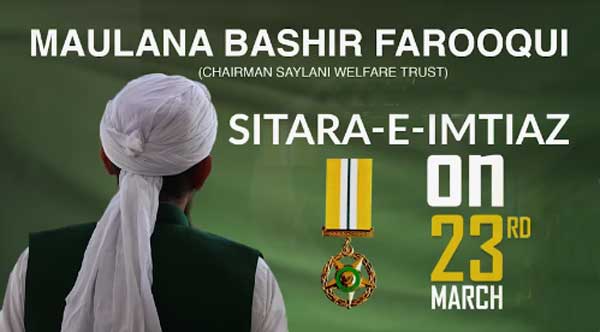 MAULANA BASHIR FAROOQUI
(CHAIRMAN SAYLANI WELFARE TRUST)
SITARA-E-IMTIAZ
on
23RD
MARCH